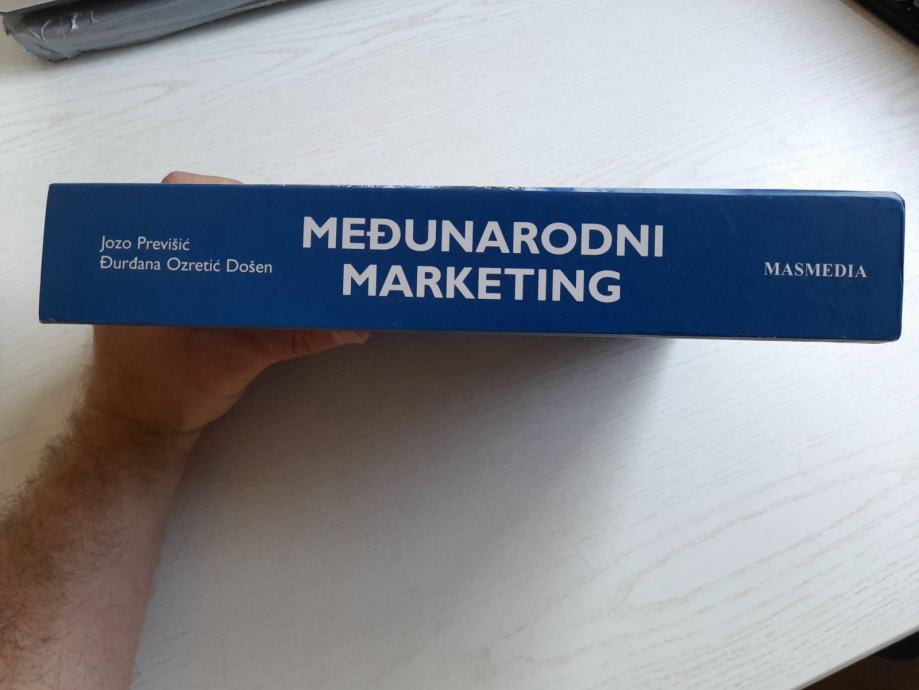 Jozo Previšić
Đurđana Ozretić Došen
MEĐUNARODNI
MARKETING
MASMEDIA